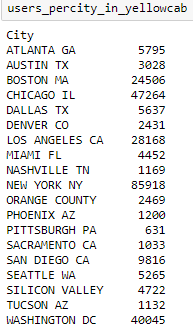 users_percity_in_yellowcab
City
ATLANTA GA 5795
AUSTIN TX 3028
BOSTON MA 24506
CHICAGO IL 47264
DALLAS TX 5637
DENVER CO 2431
LOS ANGELES CA 28168
MIAMI FL 4452
NASHVILLE TN 1169
NEW YORK NY 85918
ORANGE COUNTY 2469
PHOENIX AZ 1200
PITTSBURGH PA 631
SACRAMENTO CA 1033
SAN DIEGO CA 9816
SEATTLE WA 5265
SILICON VALLEY 4722
TUCSON AZ 1132
WASHINGTON DC 40045